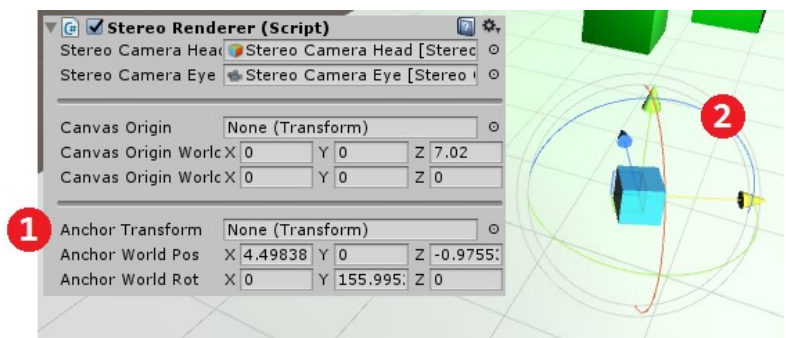 Stereo Renderer (Script)
Stereo Camera Head Stereo Camera Head [Stereo
Stereo Camera Eye Stereo Camera Eye [Stereo
Canvas Origin None (Transform)
Canvas Origin World X 0 Y 0 Z 7.02
Canvas Origin World X 0 Y 0 Z 0
2
1
Anchor Transform None (Transform)
Anchor World Pos X 4.49838 Y 0 Z -0.9755
Anchor World Rot X 0 Y 155.995 Z 0